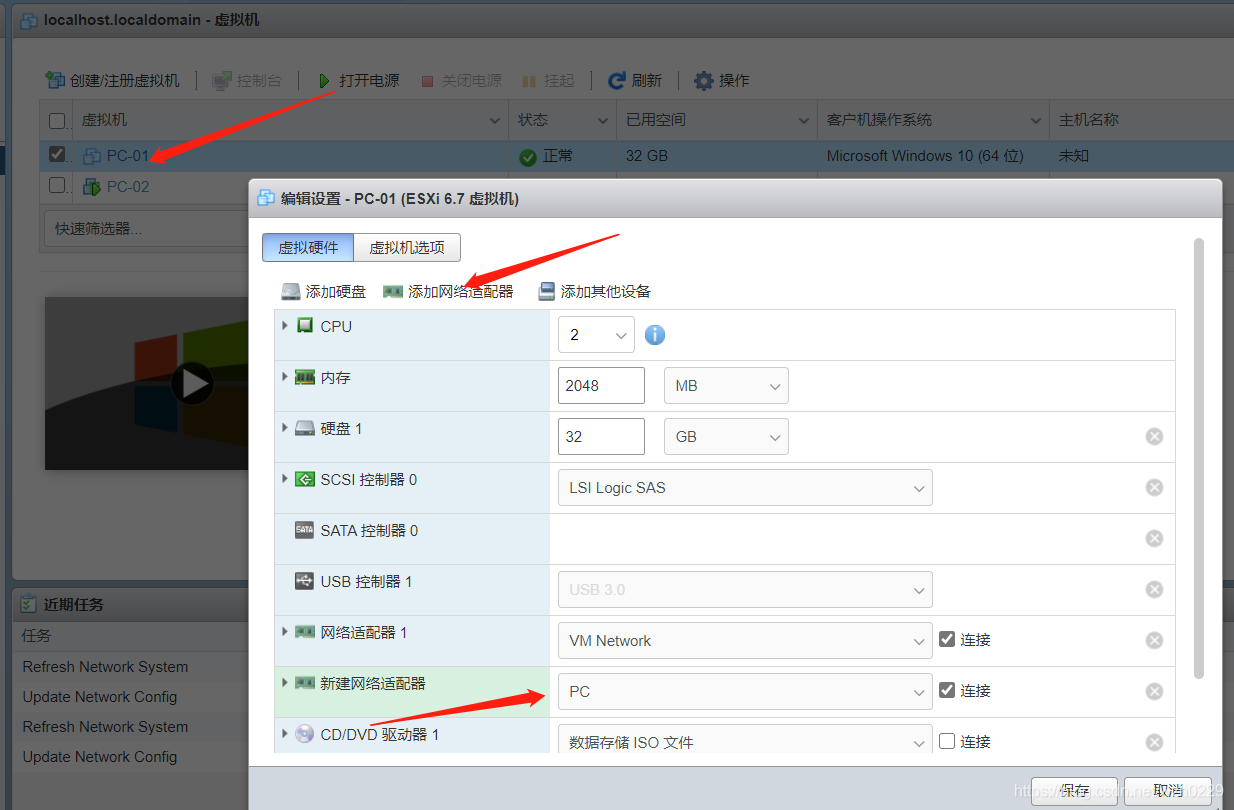 localhost.localdomain - 虚拟机
创建/注册虚拟机 控制台 打开电源 关闭电源 挂起 刷新 操作
虚拟机 状态 已用空间 客户机操作系统 主机名称
PC-01 正常 32 GB Microsoft Windows 10 (64 位) 未知
PC-02
快速筛选器...
编辑设置 - PC-01 (ESXi 6.7 虚拟机)
虚拟硬件 虚拟机选项
添加硬盘 添加网络适配器 添加其他设备
CPU 2
内存 2048 MB
硬盘 1 32 GB
SCSI 控制器 0 LSI Logic SAS
SATA SATA 控制器 0
USB 控制器 1 USB 3.0
网络适配器 1 VM Network 连接
新建网络适配器 PC 连接
CD/DVD 驱动器 1 数据存储 ISO 文件 连接
保存 取消
近期任务
任务
Refresh Network System
Update Network Config
Refresh Network System
Update Network Config